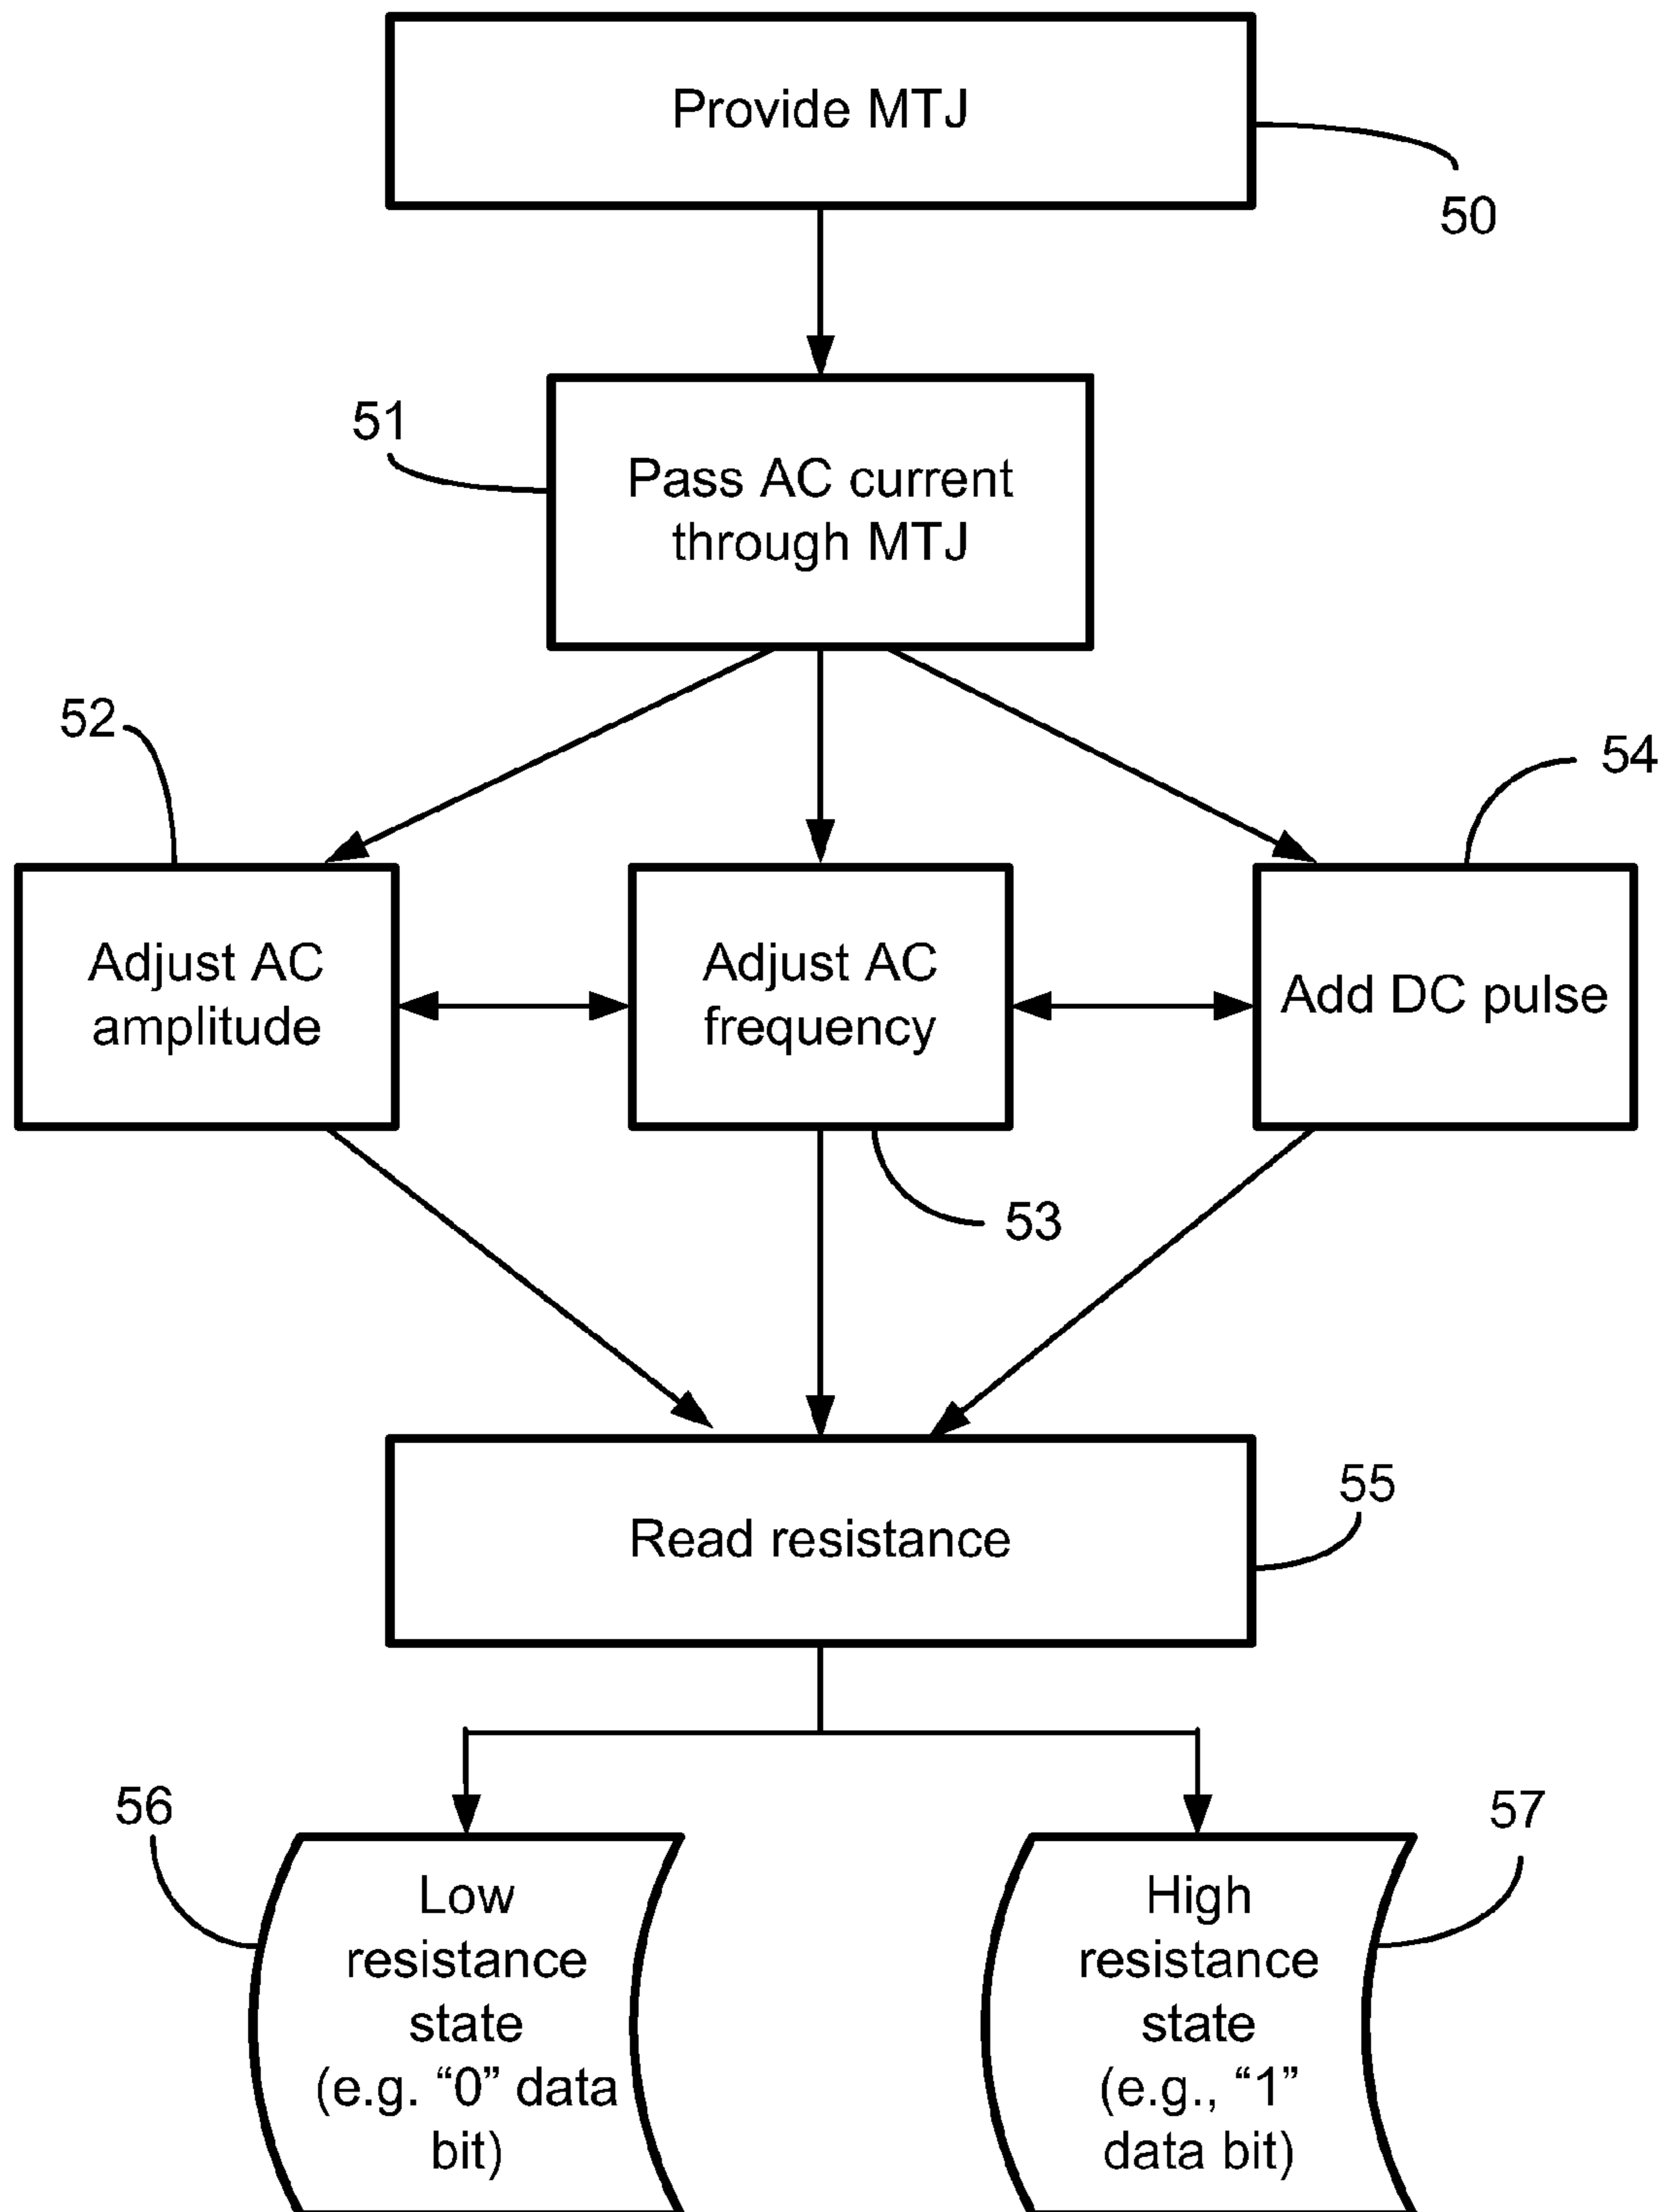 Provide MTJ
50
51
Pass AC current
through MTJ
52
54
Adjust AC
amplitude
Adjust AC
frequency
Add DC pulse
53
55
Read resistance
56
57
Low
resistance
state
(e.g. “0” data
bit)
High
resistance
state
(e.g., “1”
data bit)